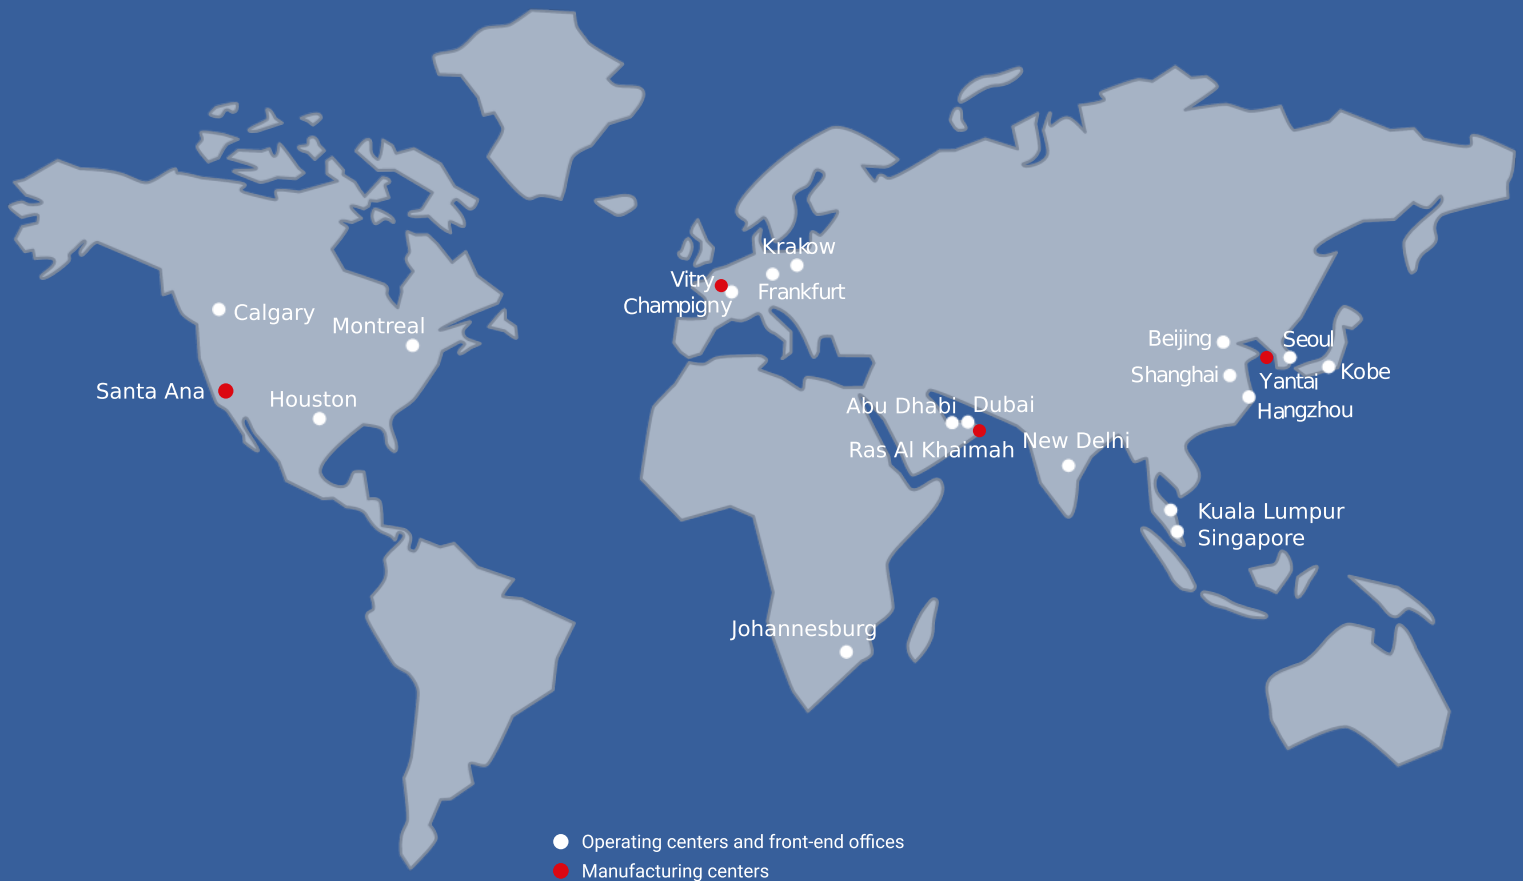 Krakow
Vitry
Frankfurt
Champigny
Calgary
Montreal
Beijing
Seoul
Shanghai
Yantai
Kobe
Santa Ana
Houston
Abu Dhabi
Dubai
Hangzhou
Ras Al Khaimah
New Delhi
Kuala Lumpur
Singapore
Johannesburg
Operating centers and front-end offices
Manufacturing centers